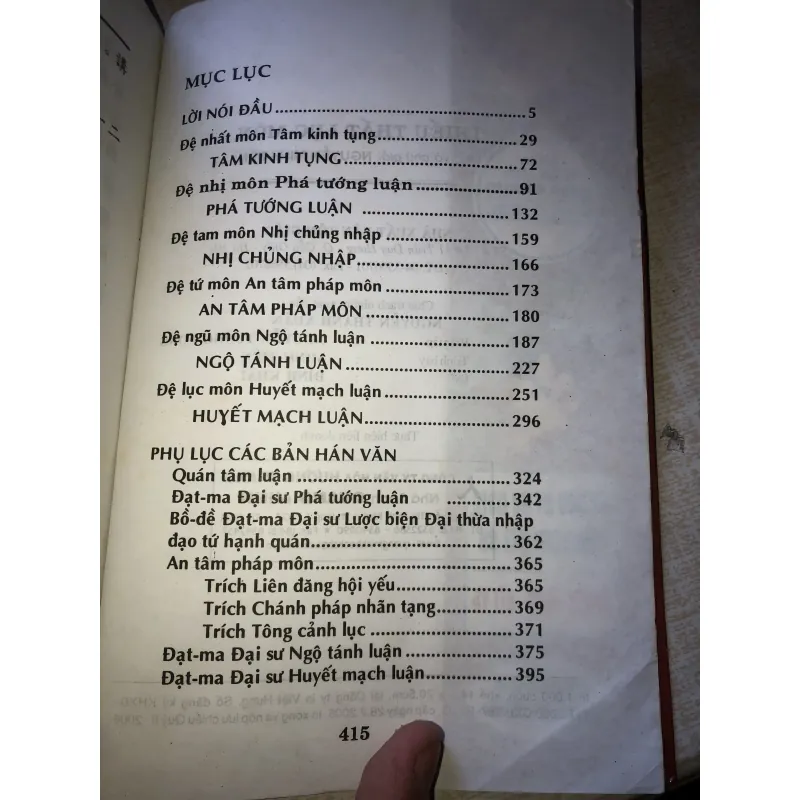 MỤC LỤC
LỜI NÓI ĐẦU.......................................................... 5
Đệ nhất môn Tâm kinh tụng................................ 29
TÂM KINH TỤNG........................................ 72
Đệ nhị môn Phá tướng luận ....................... 91
PHÁ TƯỚNG LUẬN .................................. 132
Đệ tam môn Nhị chủng nhập ............................ 159
NHỊ CHỦNG NHẬP.................................... 166
Đệ tứ môn An tâm pháp môn ............................. 173
AN TÂM PHÁP MÔN .................................. 180
Đệ ngũ môn Ngộ tánh luận ................................ 187
NGỘ TÁNH LUẬN ...................................... 227
Đệ lục môn Huyết mạch luận............................. 251
HUYẾT MẠCH LUẬN.................................. 296
PHỤ LỤC CÁC BẢN HÁN VĂN
Quán tâm luận ............................................. 324
Đạt-ma Đại sư Phá tướng luận ............... 342
Bồ-đề Đạt-ma Đại sư Lược biện Đại thừa nhập
đạo tứ hạnh quán........................................ 362
An tâm pháp môn........................................ 365
Trích Liên đăng hội yếu........................ 365
Trích Chánh pháp nhãn tạng................. 369
Trích Tông cảnh lục ............................. 371
Đạt-ma Đại sư Ngộ tánh luận ...................... 375
Đạt-ma Đại sư Huyết mạch luận.................. 395
415